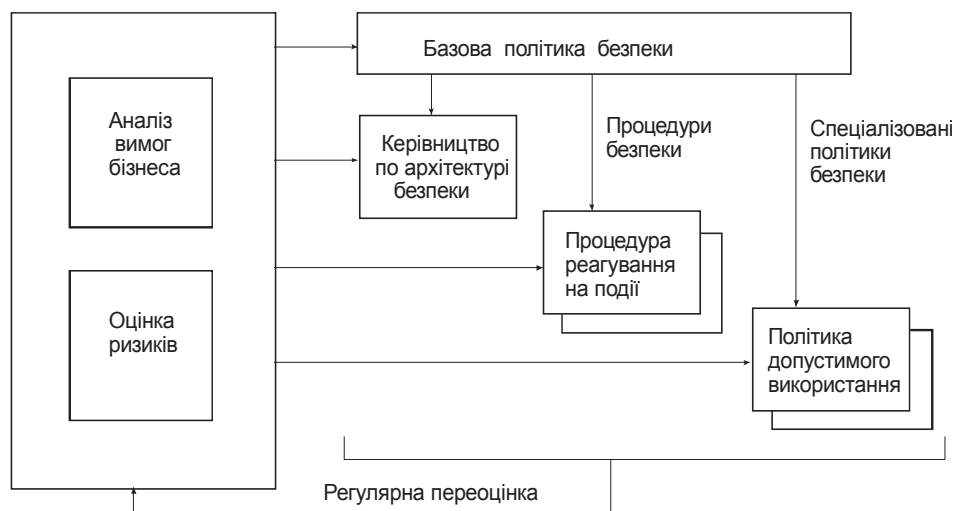 Базова політика безпеки
Аналіз
вимог
бізнеса
Керівництво
по архітектурі
безпеки
Процедури
безпеки
Спеціалізовані
політики
безпеки
Процедура
реагування
на події
Оцінка
ризиків
Політика
допустимого
використання
Регулярна переоцінка